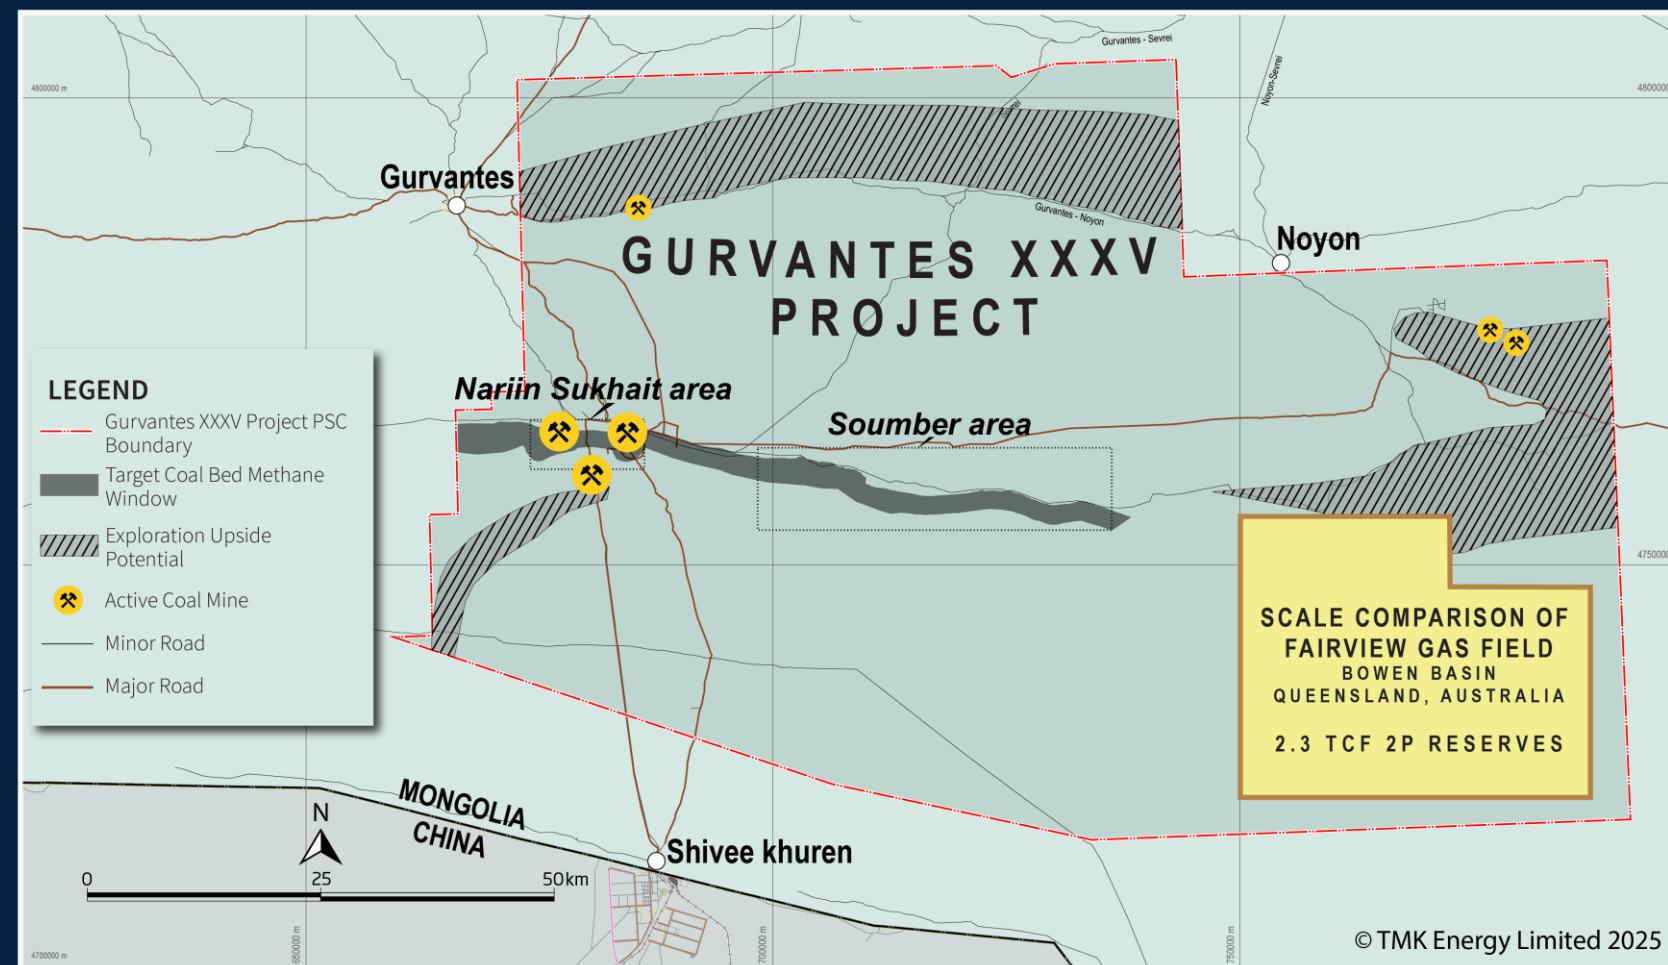 Gurvantes - Sevrei
Noyon-Sevrei
4800000 m
Gurvantes
Gurvantes - Noyon
GURVANTES XXXV
PROJECT
Noyon
LEGEND
Gurvantes XXXV Project PSC
Boundary
Target Coal Bed Methane
Window
Exploration Upside
Potential
Active Coal Mine
Minor Road
Major Road
Nariin Sukhait area
Soumber area
SCALE COMPARISON OF
FAIRVIEW GAS FIELD
BOWEN BASIN
QUEENSLAND, AUSTRALIA
2.3 TCF 2P RESERVES
MONGOLIA
CHINA
N
0 25 50km
Shivee khuren
4700000 m
© TMK Energy Limited 2025